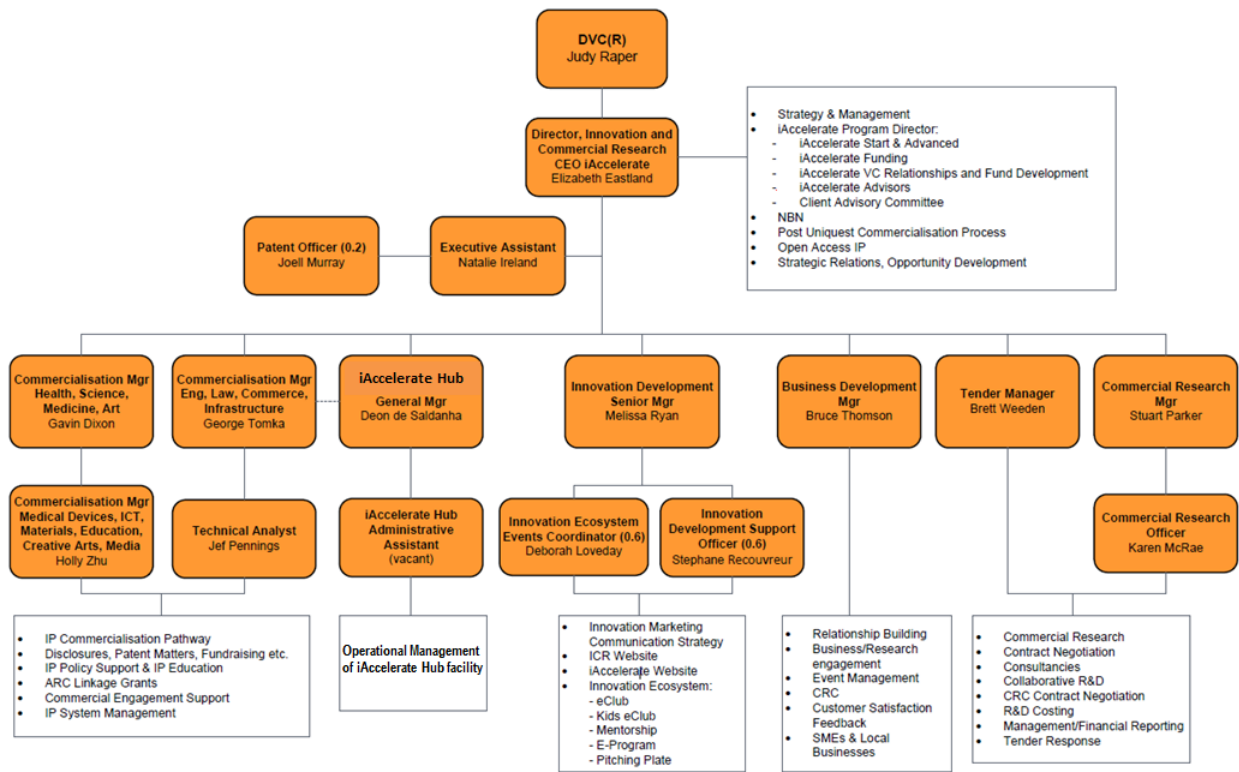 DVC(R)
Judy Raper
Director, Innovation and
Commercial Research
CEO iAccelerate
Elizabeth Eastland
• Strategy & Management
• iAccelerate Program Director:
- iAccelerate Start & Advanced
- iAccelerate Funding
- iAccelerate VC Relationships and Fund Development
- iAccelerate Advisors
- Client Advisory Committee
• NBN
• Post Uniquest Commercialisation Process
• Open Access IP
• Strategic Relations, Opportunity Development
Patent Officer (0.2)
Joell Murray
Executive Assistant
Natalie Ireland
Commercialisation Mgr
Health, Science,
Medicine, Art
Gavin Dixon
Commercialisation Mgr
Eng, Law, Commerce,
Infrastructure
George Tomka
iAccelerate Hub
General Mgr
Deon de Saldanha
Innovation Development
Senior Mgr
Melissa Ryan
Business Development
Mgr
Bruce Thomson
Tender Manager
Brett Weeden
Commercial Research
Mgr
Stuart Parker
Commercialisation Mgr
Medical Devices, ICT,
Materials, Education,
Creative Arts, Media
Holly Zhu
Technical Analyst
Jef Pennings
iAccelerate Hub
Administrative
Assistant
(vacant)
Innovation Ecosystem
Events Coordinator (0.6)
Deborah Loveday
Innovation
Development Support
Officer (0.6)
Stephane Recouvreur
Commercial Research
Officer
Karen McRae
• IP Commercialisation Pathway
• Disclosures, Patent Matters, Fundraising etc.
• IP Policy Support & IP Education
• ARC Linkage Grants
• Commercial Engagement Support
• IP System Management
Operational Management
of iAccelerate Hub facility
• Innovation Marketing
Communication Strategy
• ICR Website
• iAccelerate Website
• Innovation Ecosystem:
- eClub
- Kids eClub
- Mentorship
- E-Program
- Pitching Plate
• Relationship Building
• Business/Research
engagement
• Event Management
• CRC
• Customer Satisfaction
Feedback
• SMEs & Local
Businesses
• Commercial Research
• Contract Negotiation
• Consultancies
• Collaborative R&D
• CRC Contract Negotiation
• R&D Costing
• Management/Financial Reporting
• Tender Response